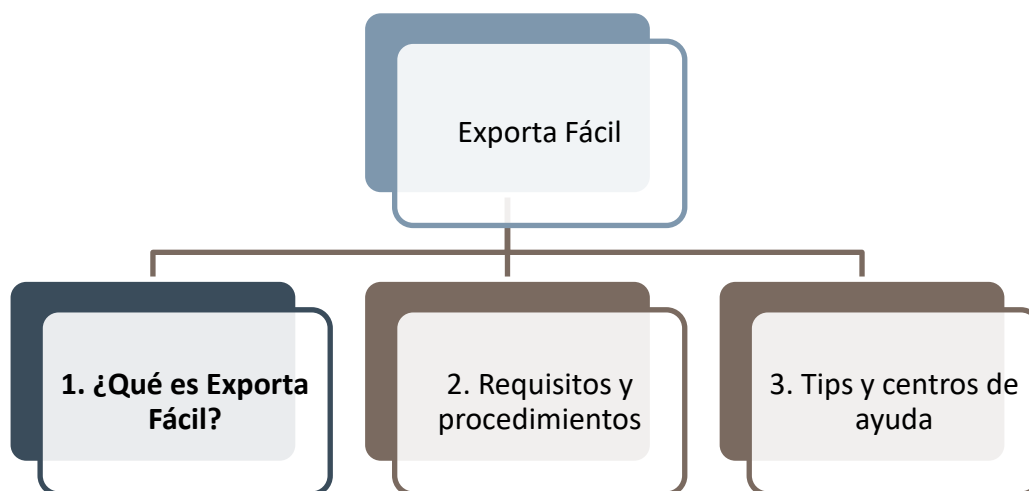 Exporta Fácil
1. ¿Qué es Exporta
Fácil?
2. Requisitos y
procedimientos
3. Tips y centros de
ayuda